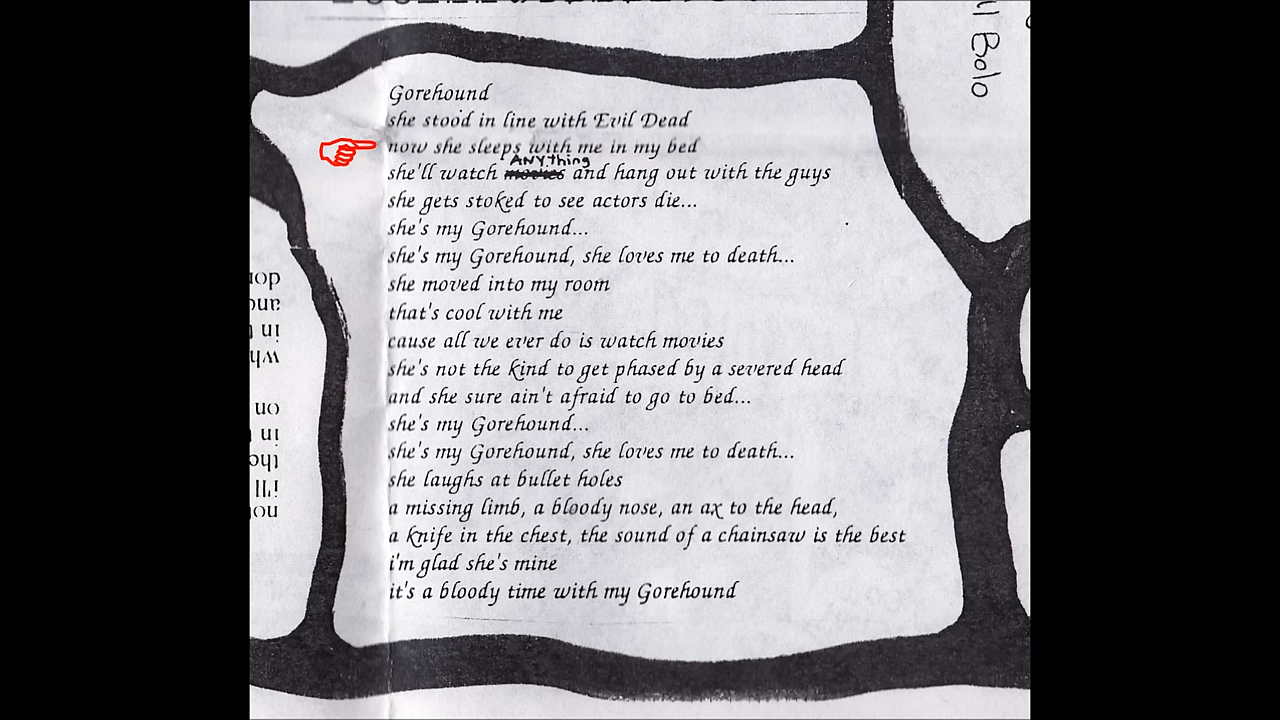 Gorehound
she stood in line with Evil Dead
now she sleeps with me in my bed
she'll watch ANYthing and hang out with the guys
she gets stoked to see actors die...
she's my Gorehound...
she's my Gorehound, she loves me to death...
she moved into my room
that's cool with me
cause all we ever do is watch movies
she's not the kind to get phased by a severed head
and she sure ain't afraid to go to bed...
she's my Gorehound...
she's my Gorehound, she loves me to death...
she laughs at bullet holes
a missing limb, a bloody nose, an ax to the head,
a knife in the chest, the sound of a chainsaw is the best
i'm glad she's mine
it's a bloody time with my Gorehound
Bolo
i'll
in
on
in